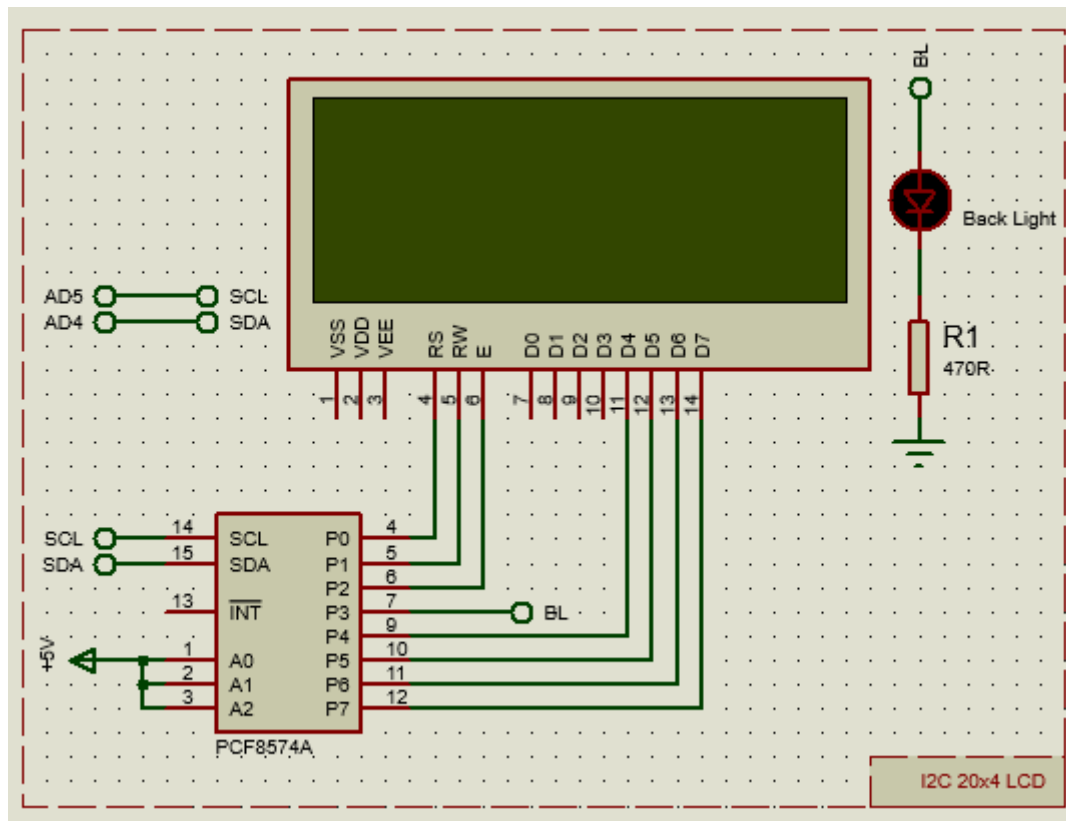 BL
Back Light
AD5 SCL
AD4 SDA
VSS VDD VEE RS RW E D0 D1 D2 D3 D4 D5 D6 D7
1 2 3 4 5 6 7 8 9 10 11 12 13 14
R1
470R
SCL 14 SCL P0 4
SDA 15 SDA P1 5
P2 6
13 INT P3 7 BL
P4 9
+5V 1 A0 P5 10
2 A1 P6 11
3 A2 P7 12
PCF8574A
I2C 20x4 LCD